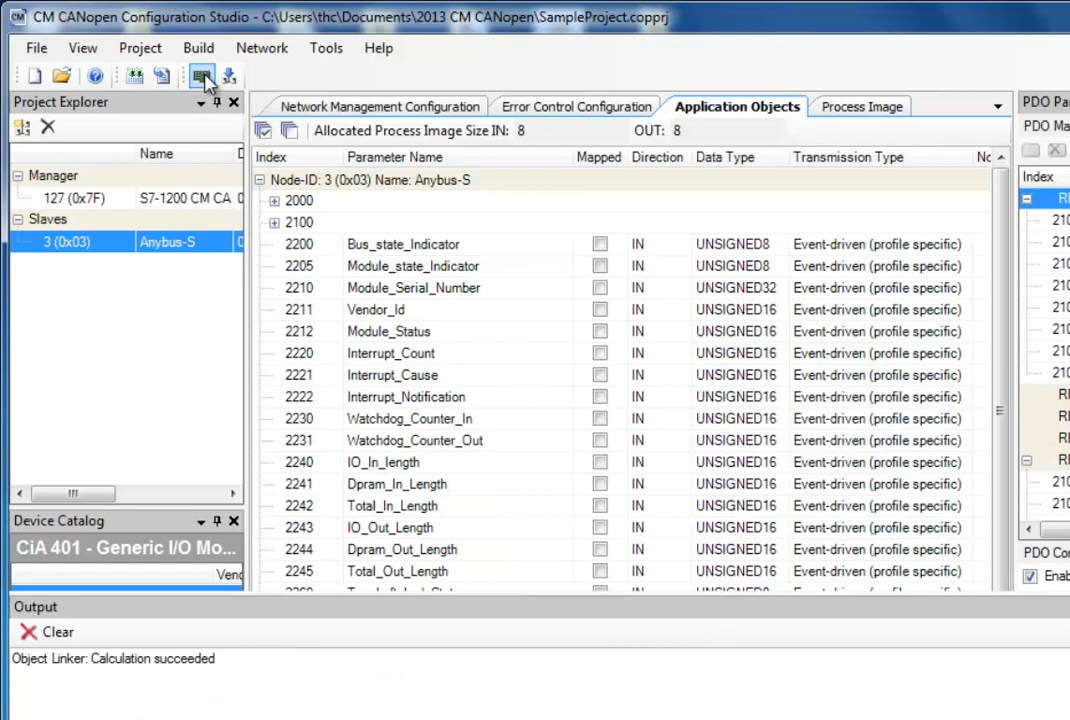 CM CANopen Configuration Studio - C:\Users\thc\Documents\2013 CM CANopen\SampleProject.copprj
File View Project Build Network Tools Help
Project Explorer
Name
Manager
127 (0x7F) S7-1200 CM CA
Slaves
3 (0x03) Anybus-S
Device Catalog
CiA 401 - Generic I/O Mo...
Network Management Configuration Error Control Configuration Application Objects Process Image
Allocated Process Image Size IN: 8 OUT: 8
Index Parameter Name Mapped Direction Data Type Transmission Type
Node-ID: 3 (0x03) Name: Anybus-S
2000
2100
2200 Bus_state_Indicator IN UNSIGNED8 Event-driven (profile specific)
2205 Module_state_Indicator IN UNSIGNED8 Event-driven (profile specific)
2210 Module_Serial_Number IN UNSIGNED32 Event-driven (profile specific)
2211 Vendor_Id IN UNSIGNED16 Event-driven (profile specific)
2212 Module_Status IN UNSIGNED16 Event-driven (profile specific)
2220 Interrupt_Count IN UNSIGNED16 Event-driven (profile specific)
2221 Interrupt_Cause IN UNSIGNED16 Event-driven (profile specific)
2222 Interrupt_Notification IN UNSIGNED16 Event-driven (profile specific)
2230 Watchdog_Counter_In IN UNSIGNED16 Event-driven (profile specific)
2231 Watchdog_Counter_Out IN UNSIGNED16 Event-driven (profile specific)
2240 IO_In_length IN UNSIGNED16 Event-driven (profile specific)
2241 Dpram_In_Length IN UNSIGNED16 Event-driven (profile specific)
2242 Total_In_Length IN UNSIGNED16 Event-driven (profile specific)
2243 IO_Out_Length IN UNSIGNED16 Event-driven (profile specific)
2244 Dpram_Out_Length IN UNSIGNED16 Event-driven (profile specific)
2245 Total_Out_Length IN UNSIGNED16 Event-driven (profile specific)
PDO Pa
PDO Ma
Index
PDO Co
Enab
Output
Clear
Object Linker: Calculation succeeded